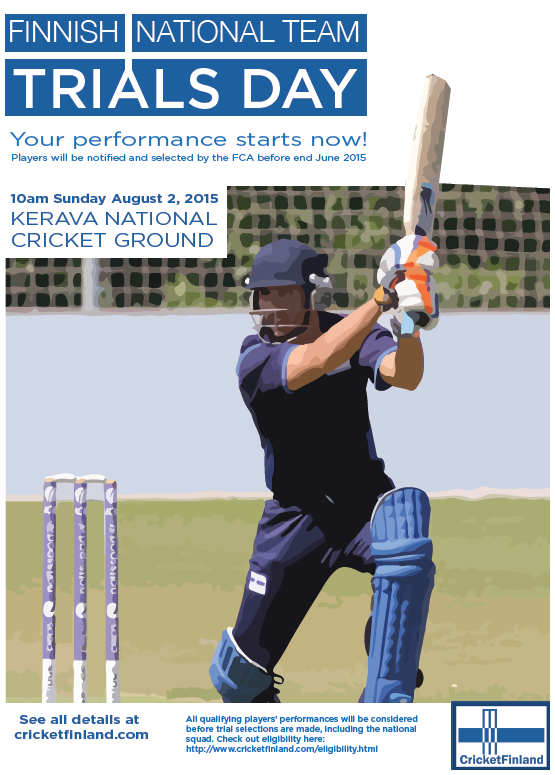 FINNISH NATIONAL TEAM
TRIALS DAY
Your performance starts now!
Players will be notified and selected by the FCA before end June 2015
10am Sunday August 2, 2015
KERAVA NATIONAL
CRICKET GROUND
See all details at
cricketfinland.com
All qualifying players' performances will be considered
before trial selections are made, including the national
squad. Check out eligibility here:
http://www.cricketfinland.com/eligibility.html
CricketFinland